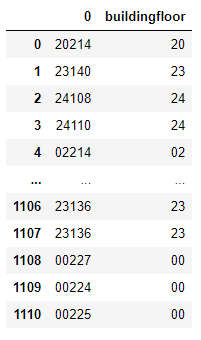 0 buildingfloor
0 20214 20
1 23140 23
2 24108 24
3 24110 24
4 02214 02
... ... ...
1106 23136 23
1107 23136 23
1108 00227 00
1109 00224 00
1110 00225 00